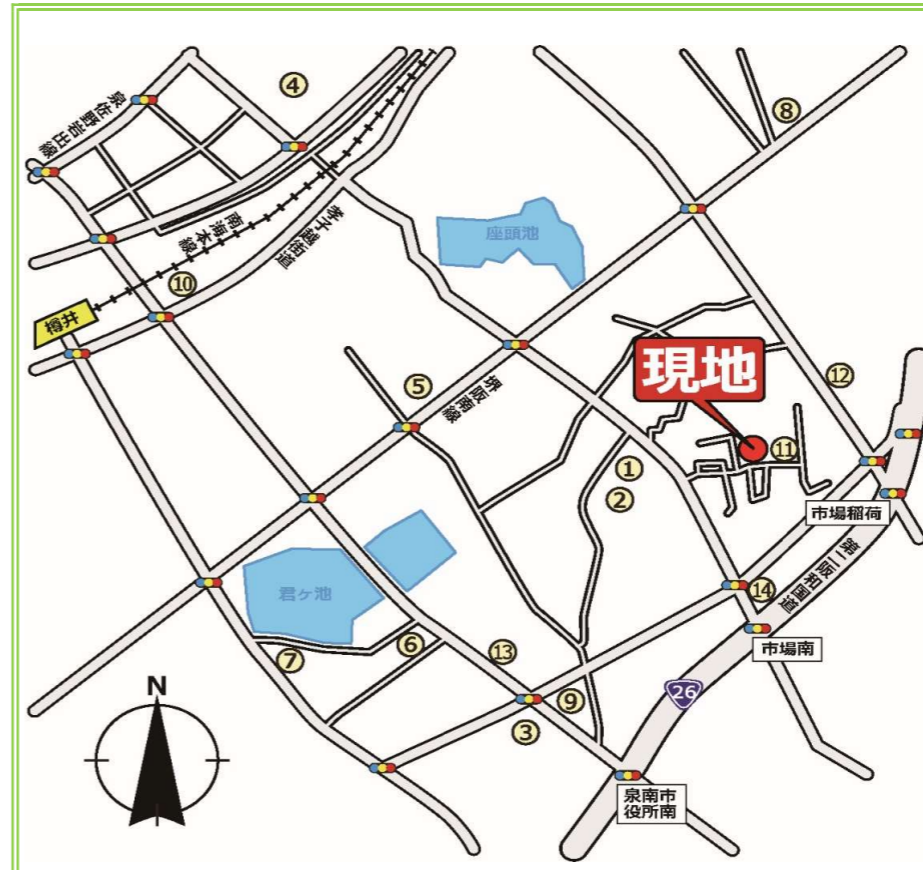 ④
⑧
泉佐野岩出線
南海本線
孝子越街道
座頭池
⑩
樽井
現地
⑤
堺阪南線
⑫
①
⑪
②
市場稲荷
第二阪和国道
君ヶ池
⑭
⑥
⑬
市場南
⑦
N
⑨
26
③
泉南市
役所南